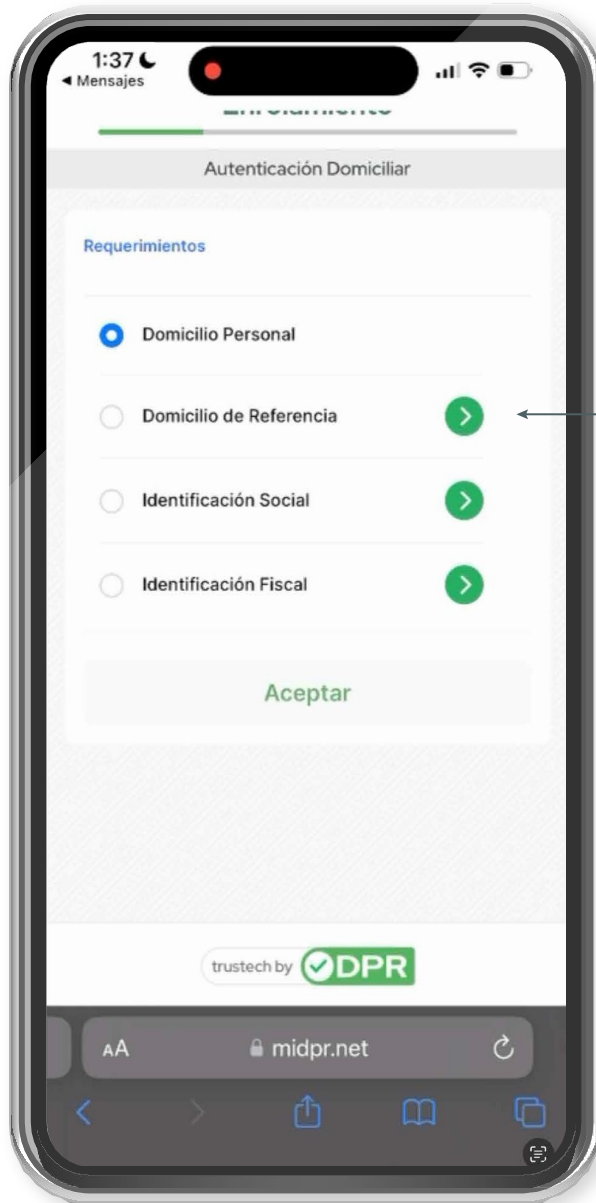 1:37
◀ Mensajes
Enrolamiento
Autenticación Domiciliar
Requerimientos
Domicilio Personal
Domicilio de Referencia
Identificación Social
Identificación Fiscal
Aceptar
trustech by DPR
AA midpr.net